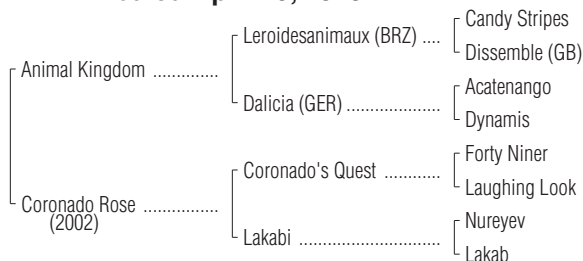 Candy Stripes
Leroidesanimaux (BRZ) ....
Dissemble (GB)
Animal Kingdom ...............
Acatenango
Dalicia (GER) ....................
Dynamis
Forty Niner
Coronado's Quest ............
Laughing Look
Coronado Rose ...............
(2002)
Nureyev
Lakabi ..............................
Lakab